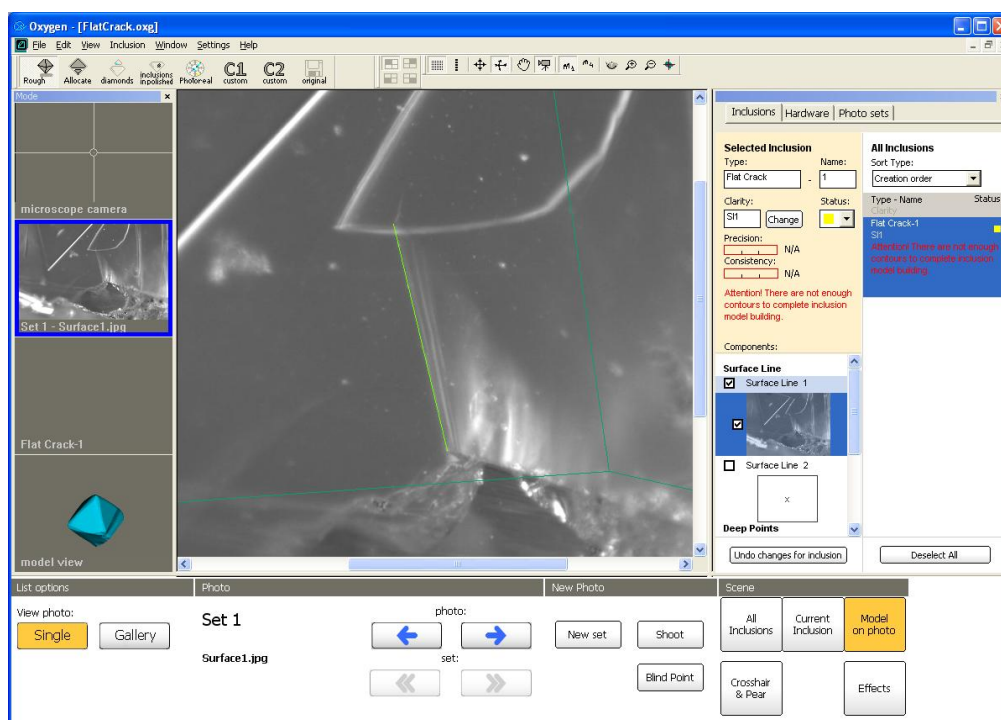 Oxygen - [FlatCrack.oxg]
File Edit View Inclusion Window Settings Help
Rough Allocate diamonds inclusions inpolished Photoreal C1 custom C2 custom original
Mode
microscope camera
Set 1 - Surface1.jpg
Flat Crack-1
model view
Inclusions Hardware Photo sets
Selected Inclusion
Type: Name:
Flat Crack - 1
Clarity: Status:
SI1 Change
Precision:
N/A
Consistency:
N/A
Attention! There are not enough
contours to complete inclusion
model building.
Components:
Surface Line
Surface Line 1
Surface Line 2
x
Deep Points
Undo changes for inclusion
All Inclusions
Sort Type:
Creation order
Type - Name Status
Clarity
Flat Crack-1
SI1
Attention! There are not enough
contours to complete inclusion
model building.
Deselect All
List options
View photo:
Single Gallery
Photo
Set 1
Surface1.jpg
photo:
set:
New Photo
New set Shoot
Blind Point
Scene
All Inclusions
Current Inclusion
Model on photo
Crosshair & Pear
Effects